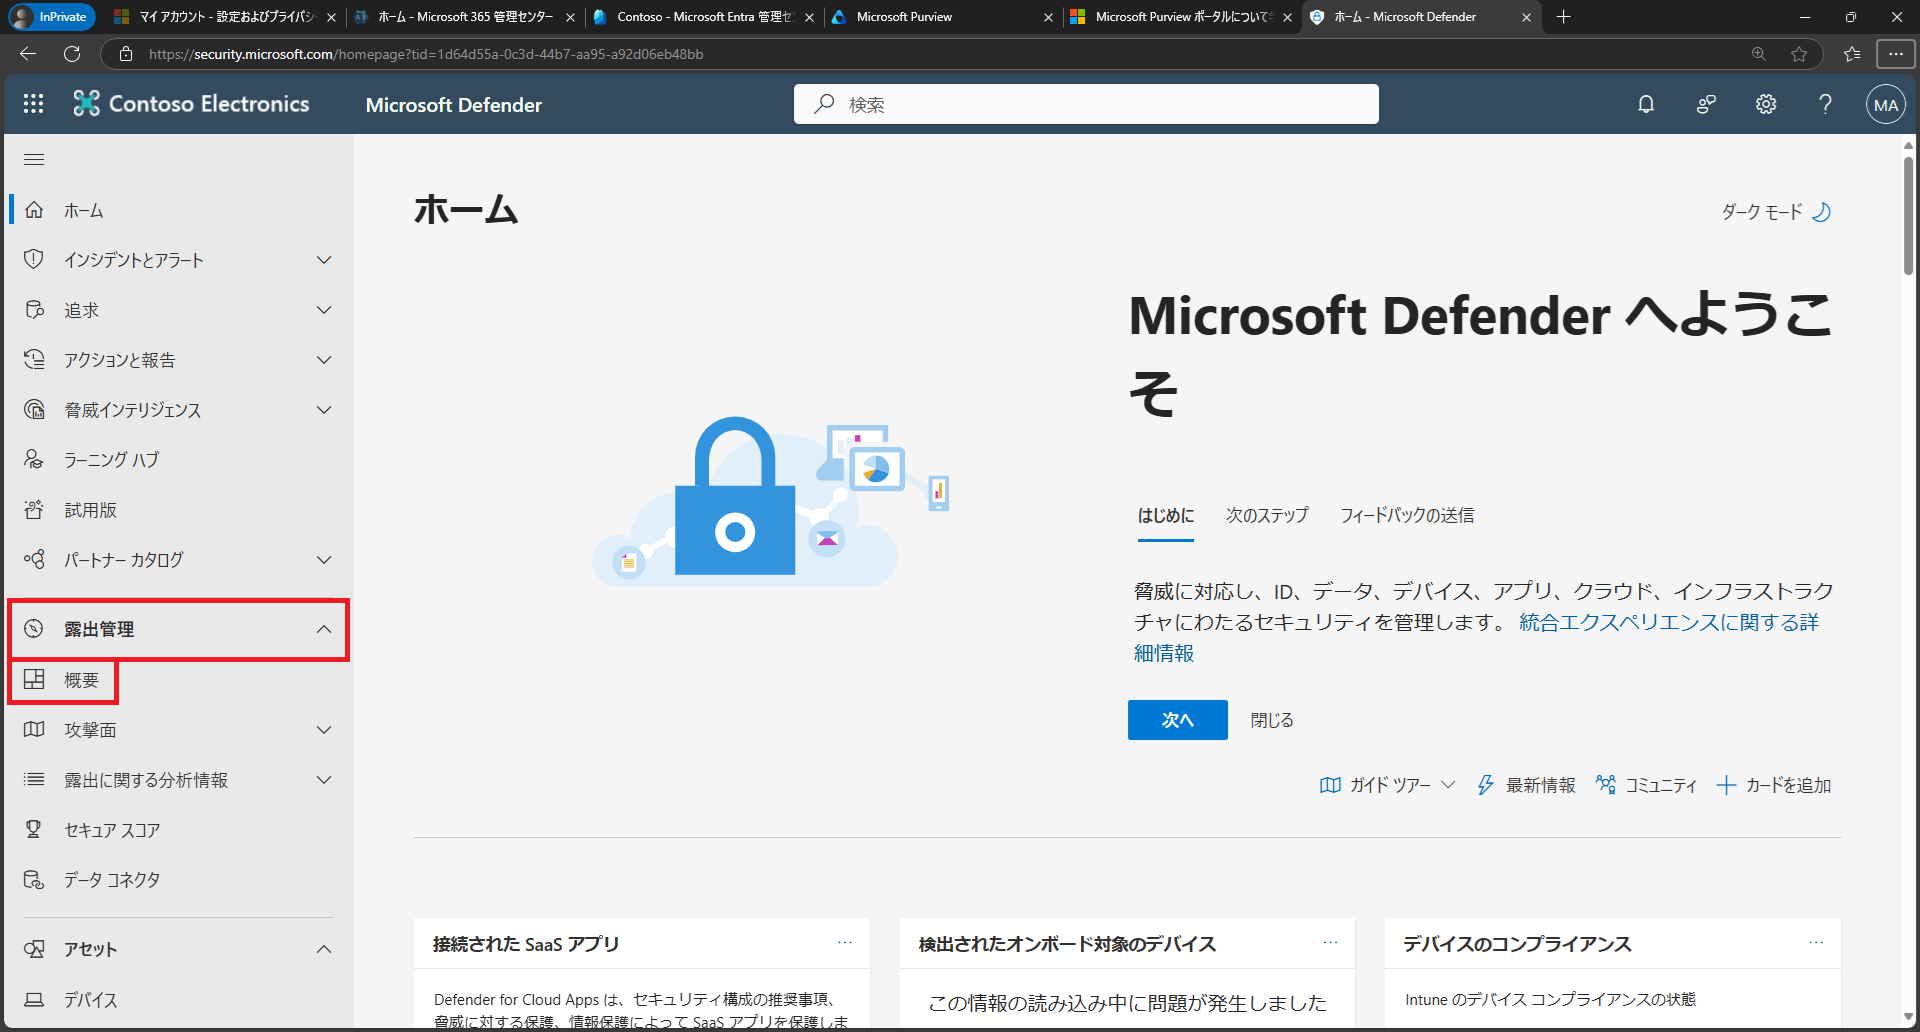 InPrivate
マイ アカウント - 設定およびプライバシー
ホーム - Microsoft 365 管理センター
Contoso - Microsoft Entra 管理セ
Microsoft Purview
Microsoft Purview ポータルについて
ホーム - Microsoft Defender
https://security.microsoft.com/homepage?tid=1d64d55a-0c3d-44b7-aa95-a92d06eb48bb
Contoso Electronics
Microsoft Defender
検索
MA
ホーム
インシデントとアラート
追求
アクションと報告
脅威インテリジェンス
ラーニング ハブ
試用版
パートナー カタログ
露出管理
概要
攻撃面
露出に関する分析情報
セキュア スコア
データ コネクタ
アセット
デバイス
ホーム
ダーク モード
Microsoft Defender へようこ
そ
はじめに
次のステップ
フィードバックの送信
脅威に対応し、ID、データ、デバイス、アプリ、クラウド、インフラストラク
チャにわたるセキュリティを管理します。 統合エクスペリエンスに関する詳
細情報
次へ
閉じる
ガイド ツアー
最新情報
コミュニティ
カードを追加
接続された SaaS アプリ
Defender for Cloud Apps は、セキュリティ構成の推奨事項、
脅威に対する保護、情報保護によって SaaS アプリを保護しま
検出されたオンボード対象のデバイス
この情報の読み込み中に問題が発生しました
デバイスのコンプライアンス
Intune のデバイス コンプライアンスの状態